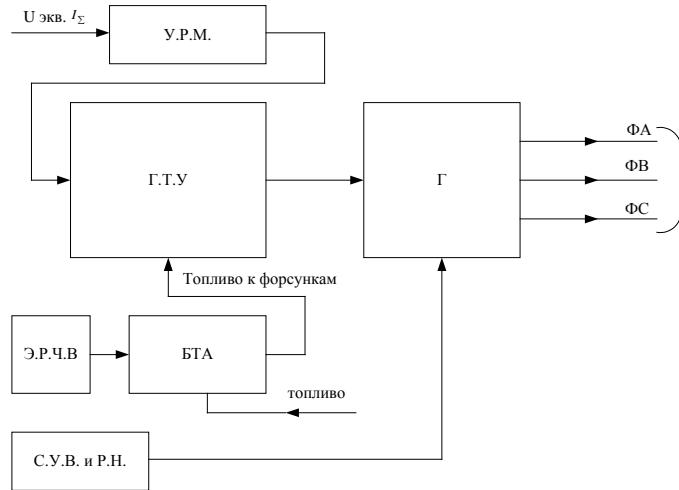 U экв. I_Σ
У.Р.М.
Г.Т.У
Г
ФА
ФВ
ФС
Топливо к форсункам
Э.Р.Ч.В
БТА
топливо
С.У.В. и Р.Н.